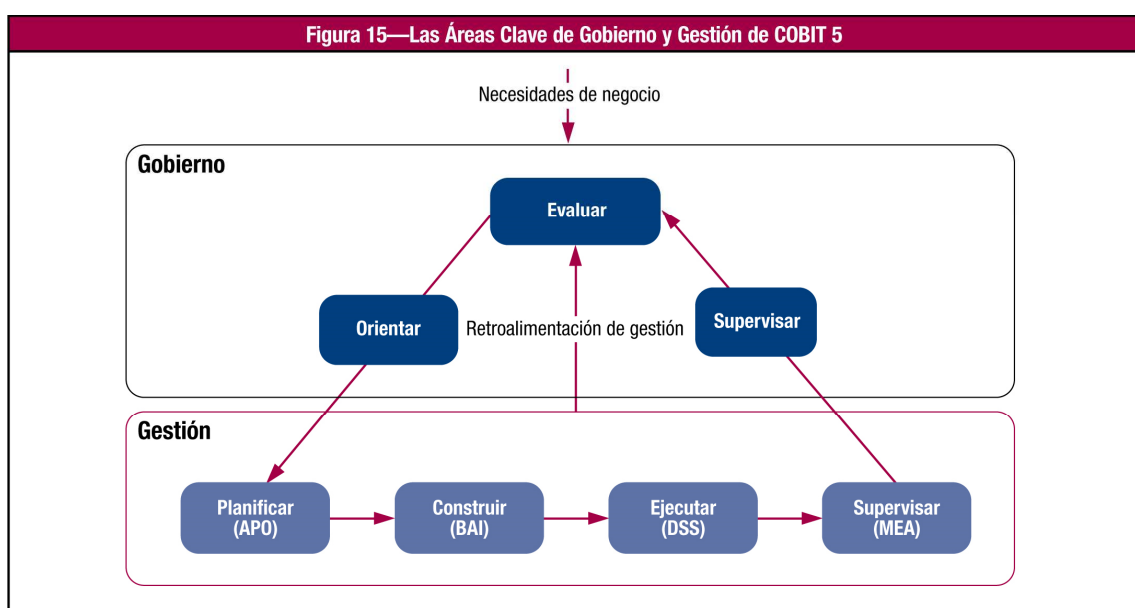 Figura 15—Las Áreas Clave de Gobierno y Gestión de COBIT 5
Necesidades de negocio
Gobierno
Evaluar
Orientar
Retroalimentación de gestión
Supervisar
Gestión
Planificar
(APO)
Construir
(BAI)
Ejecutar
(DSS)
Supervisar
(MEA)